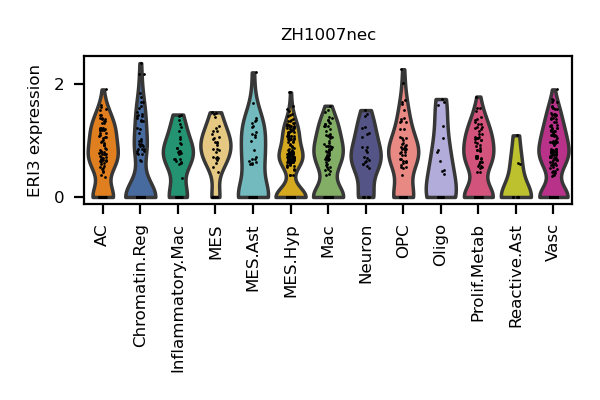 ZH1007nec
ERI3 expression
2
0
AC
Chromatin.Reg
Inflammatory.Mac
MES
MES.Ast
MES.Hyp
Mac
Neuron
OPC
Oligo
Prolif.Metab
Reactive.Ast
Vasc